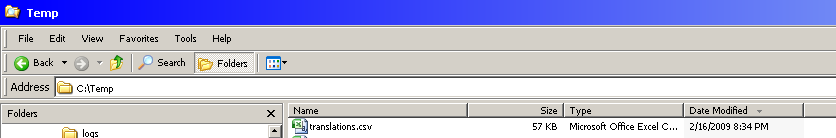 Temp
File Edit View Favorites Tools Help
Back Search Folders
Address C:\Temp
Folders Name Size Type Date Modified
logs translations.csv 57 KB Microsoft Office Excel C... 2/16/2009 8:34 PM